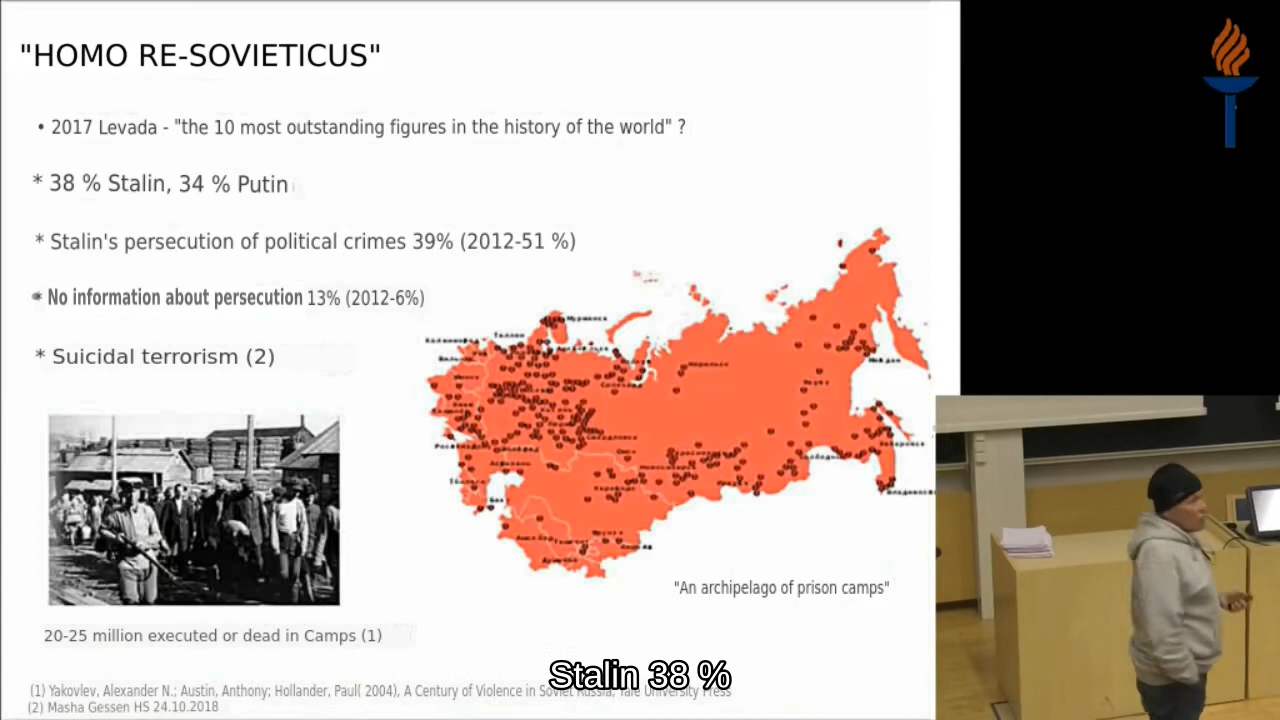 "HOMO RE-SOVIETICUS"
• 2017 Levada - "the 10 most outstanding figures in the history of the world" ?
* 38 % Stalin, 34 % Putin
* Stalin's persecution of political crimes 39% (2012-51 %)
* No information about persecution 13% (2012-6%)
* Suicidal terrorism (2)
"An archipelago of prison camps"
20-25 million executed or dead in Camps (1)
Stalin 38 %
(1) Yakovlev, Alexander N.; Austin, Anthony; Hollander, Paul( 2004), A Century of Violence in Soviet Russia, Yale University Press
(2) Masha Gessen HS 24.10.2018